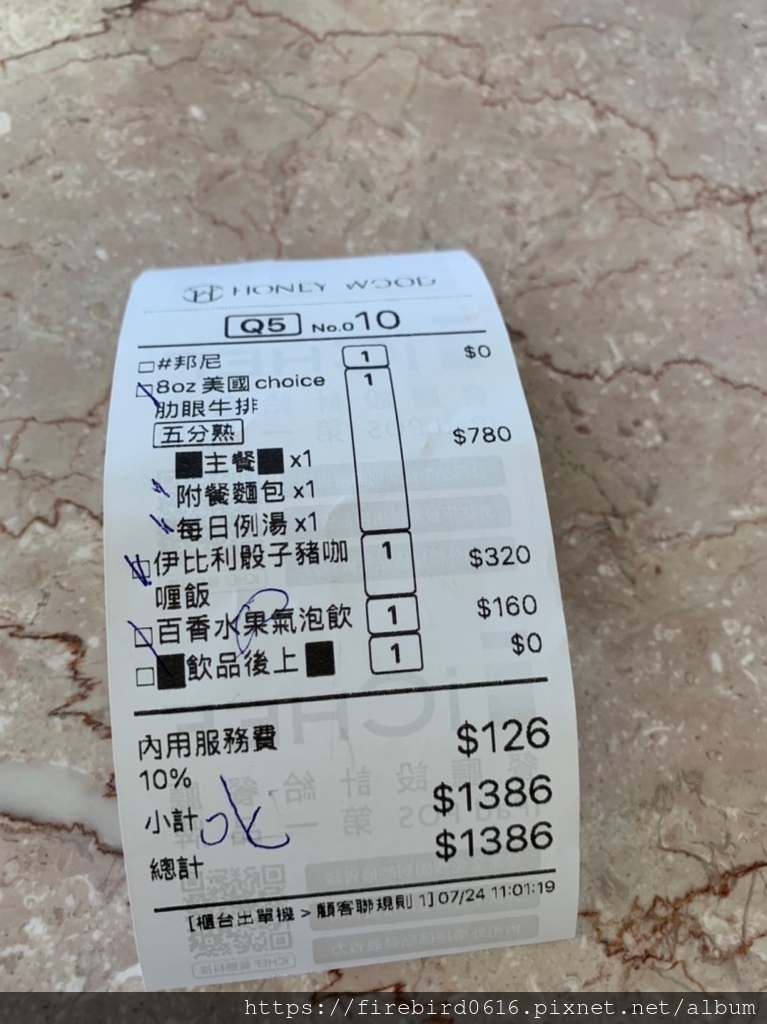 HONEY WOOD
Q5 No.010
□#邦尼 1 $0
□8oz 美國 choice 1
肋眼牛排
五分熟 $780
■主餐■ x1
附餐麵包 x1
每日例湯 x1
□伊比利骰子豬咖 1 $320
喱飯
□百香水果氣泡飲 1 $160
□■飲品後上■ 1 $0
內用服務費 $126
10%
小計 $1386
ok
總計 $1386
[櫃台出單機 > 顧客聯規則 1] 07/24 11:01:19
https://firebird0616.pixnet.net/album